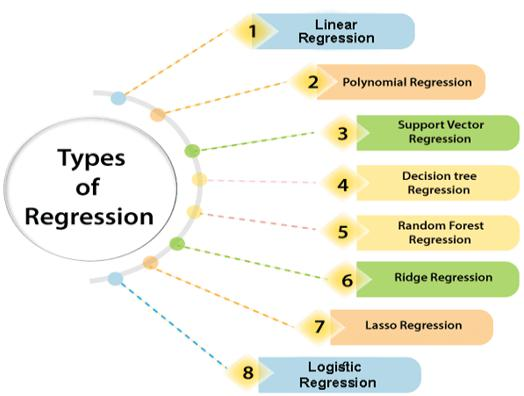 Types
of
Regression
1
Linear
Regression
2
Polynomial Regression
3
Support Vector
Regression
4
Decision tree
Regression
5
Random Forest
Regression
6
Ridge Regression
7
Lasso Regression
8
Logistic
Regression